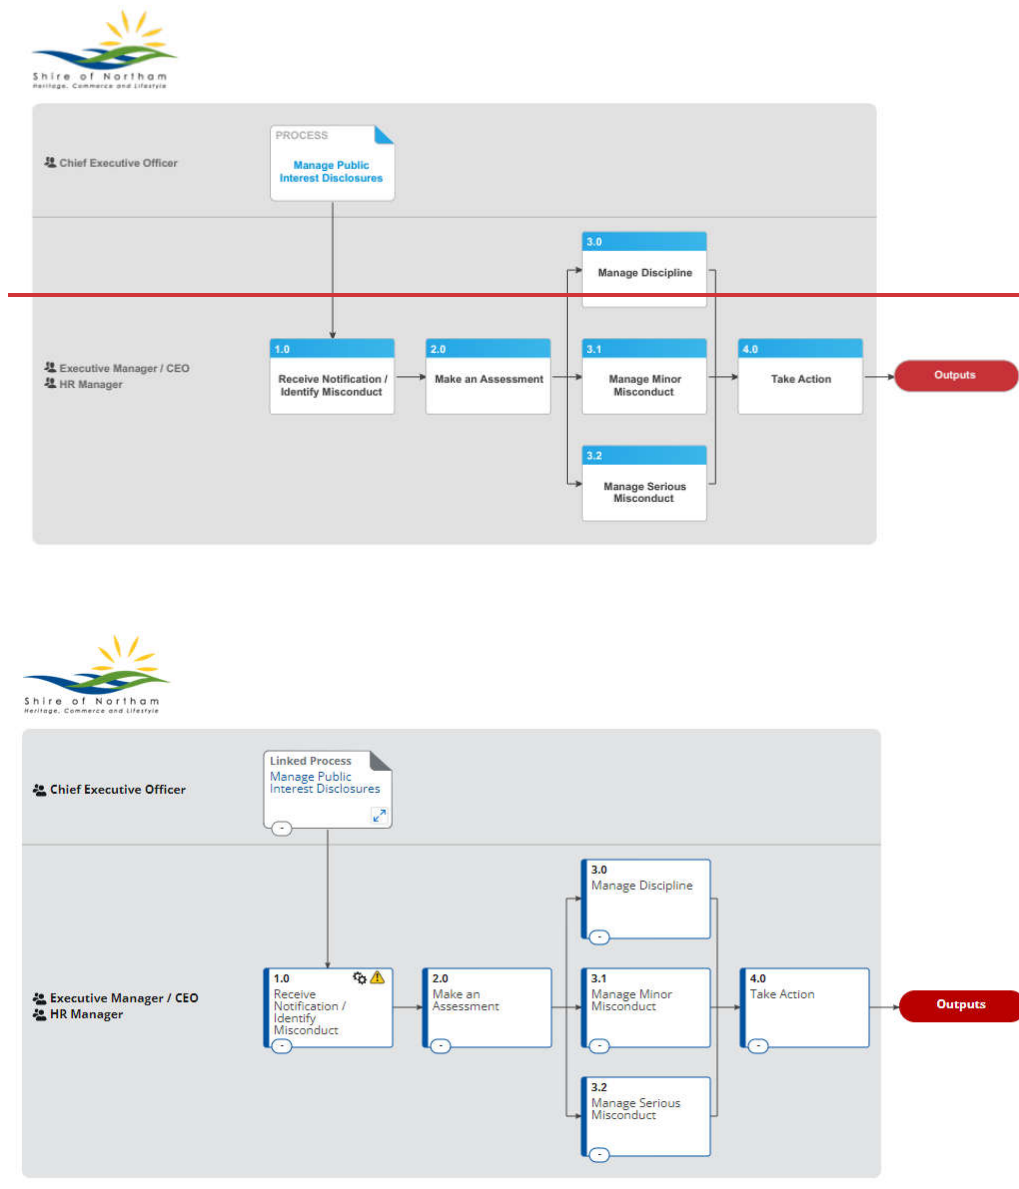 Shire of Northam
Heritage, Commerce and Lifestyle
PROCESS
Manage Public
Interest Disclosures
Chief Executive Officer
3.0
Manage Discipline
Executive Manager / CEO
HR Manager
1.0
Receive Notification /
Identify Misconduct
2.0
Make an Assessment
3.1
Manage Minor
Misconduct
4.0
Take Action
Outputs
3.2
Manage Serious
Misconduct
Shire of Northam
Heritage, Commerce and Lifestyle
Chief Executive Officer
Linked Process
Manage Public
Interest Disclosures
-
3.0
Manage Discipline
-
Executive Manager / CEO
HR Manager
1.0
Receive
Notification /
Identify
Misconduct
-
2.0
Make an
Assessment
-
3.1
Manage Minor
Misconduct
-
4.0
Take Action
-
Outputs
3.2
Manage Serious
Misconduct
-